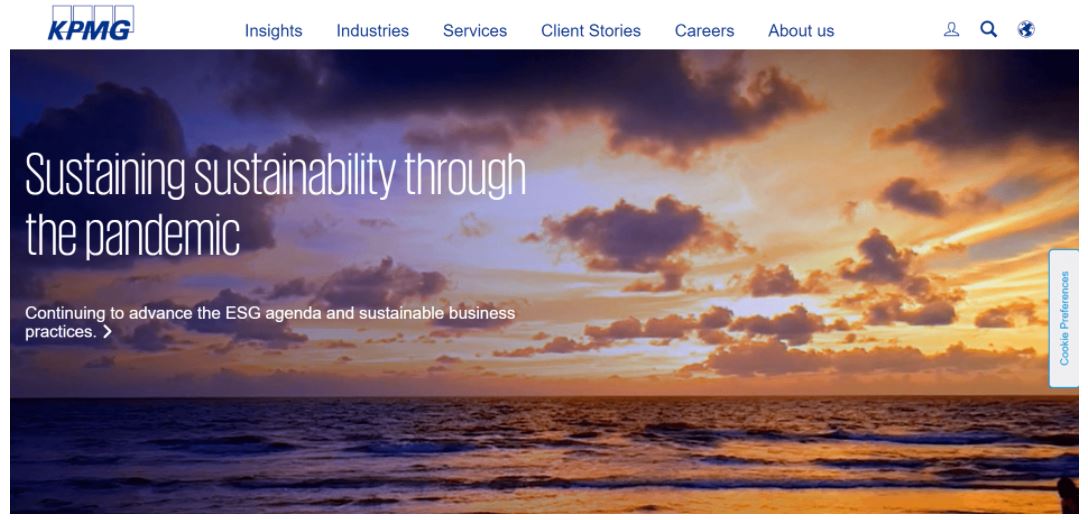 KPMG
Insights Industries Services Client Stories Careers About us
Sustaining sustainability through
the pandemic
Continuing to advance the ESG agenda and sustainable business
practices.
Cookie Preferences